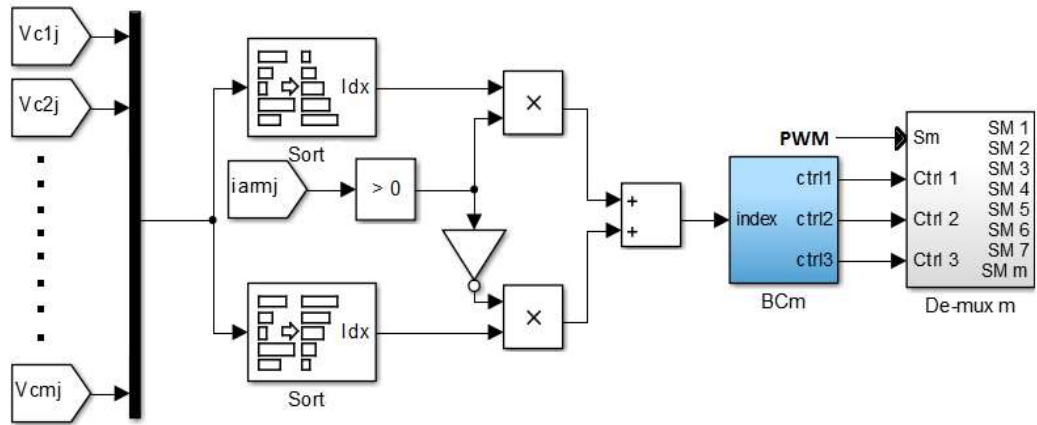 Vc1j
Vc2j
Vcmj
Idx
Sort
iarmj
> 0
Idx
Sort
×
×
+
+
index
ctrl1
ctrl2
ctrl3
BCm
PWM
Sm
Ctrl 1
Ctrl 2
Ctrl 3
SM 1
SM 2
SM 3
SM 4
SM 5
SM 6
SM 7
SM m
De-mux m